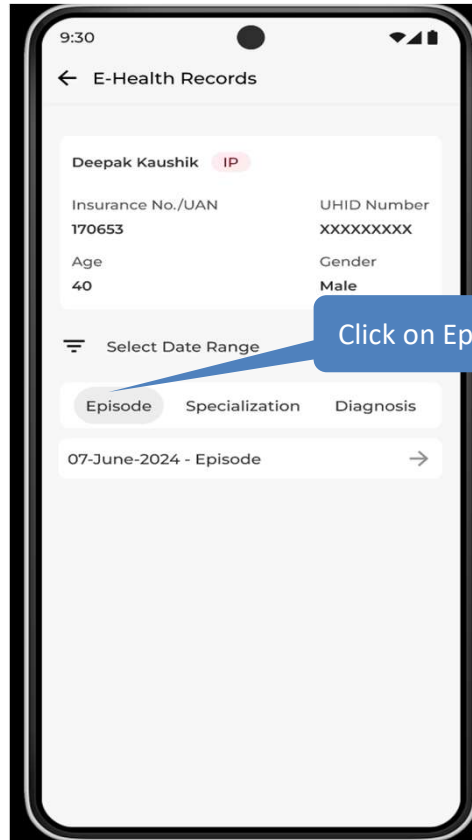 9:30
E-Health Records
Deepak Kaushik IP
Insurance No./UAN UHID Number
170653 XXXXXXXXX
Age Gender
40 Male
Select Date Range
Click on Ep
Episode Specialization Diagnosis
07-June-2024 - Episode